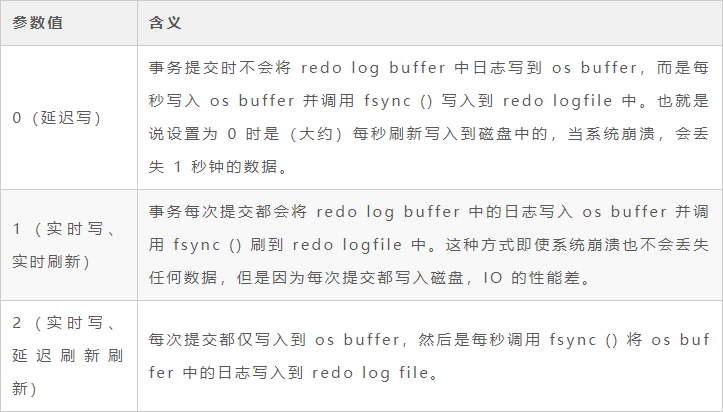 参数值
含义
0（延迟写）
事务提交时不会将 redo log buffer 中日志写到 os buffer，而是每
秒写入 os buffer 并调用 fsync () 写入到 redo logfile 中。也就是
说设置为 0 时是（大约）每秒刷新写入到磁盘中的，当系统崩溃，会丢
失 1 秒钟的数据。
1（实时写、
实时刷新）
事务每次提交都会将 redo log buffer 中的日志写入 os buffer 并调
用 fsync () 刷到 redo logfile 中。这种方式即使系统崩溃也不会丢失
任何数据，但是因为每次提交都写入磁盘，IO 的性能差。
2（实时写、
延迟刷新刷
新）
每次提交都仅写入到 os buffer，然后是每秒调用 fsync () 将 os buf
fer 中的日志写入到 redo log file。